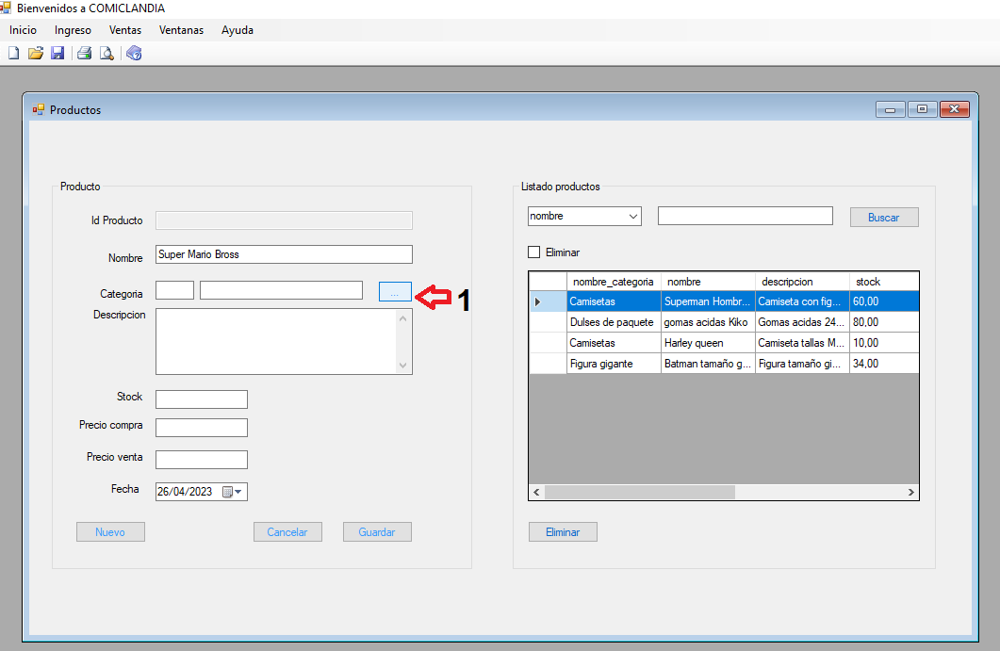 Bienvenidos a COMICLANDIA
Inicio Ingreso Ventas Ventanas Ayuda
Productos
Producto
Id Producto
Nombre Super Mario Bross
Categoria ... 1
Descripcion
Stock
Precio compra
Precio venta
Fecha 26/04/2023
Nuevo Cancelar Guardar
Listado productos
nombre Buscar
Eliminar
nombre_categoria nombre descripcion stock
Camisetas Superman Hombr... Camiseta con fig... 60,00
Dulses de paquete gomas acidas Kiko Gomas acidas 24... 80,00
Camisetas Harley queen Camiseta tallas M... 10,00
Figura gigante Batman tamaño g... Figura tamaño gi... 34,00
Eliminar